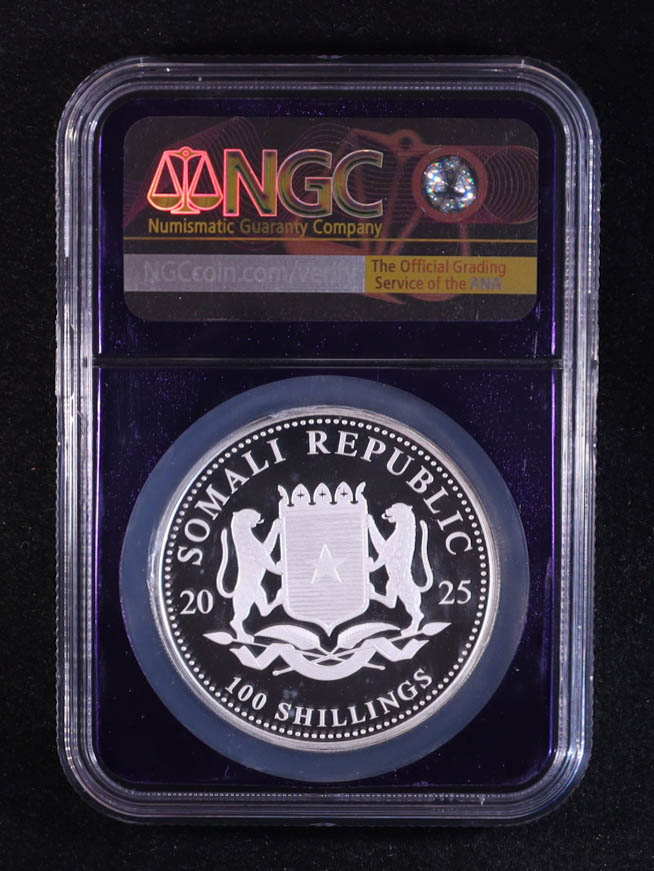 NGC
Numismatic Guaranty Company
NGCcoin.com/verify
The Official Grading
Service of the ANA
SOMALI REPUBLIC
20 25
100 SHILLINGS